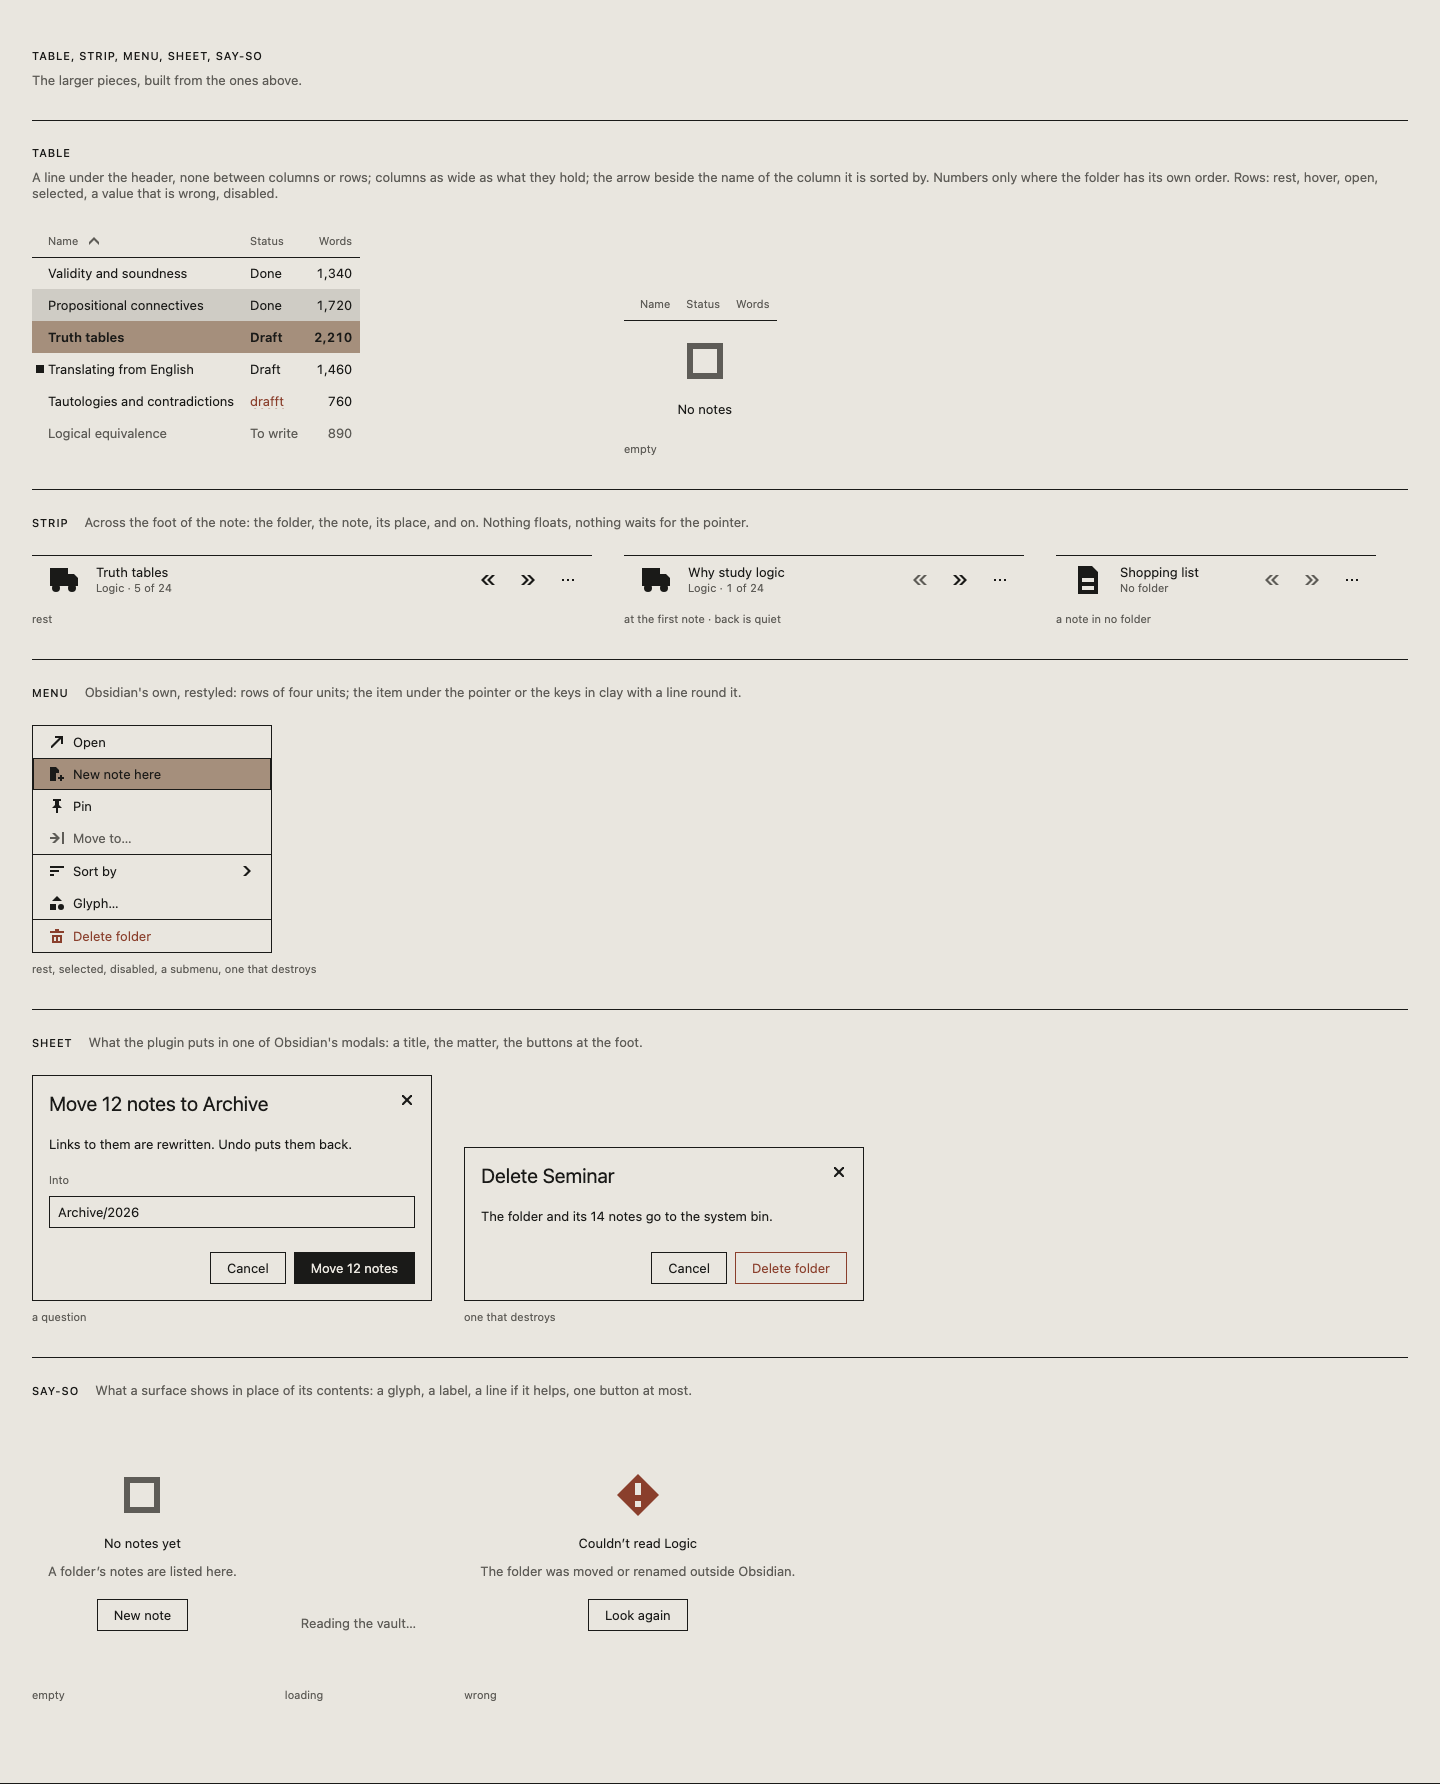 TABLE, STRIP, MENU, SHEET, SAY-SO
The larger pieces, built from the ones above.
TABLE
A line under the header, none between columns or rows; columns as wide as what they hold; the arrow beside the name of the column it is sorted by. Numbers only where the folder has its own order. Rows: rest, hover, open,
selected, a value that is wrong, disabled.
Name Status Words
Validity and soundness Done 1,340
Propositional connectives Done 1,720
Truth tables Draft 2,210
Translating from English Draft 1,460
Tautologies and contradictions drafft 760
Logical equivalence To write 890
Name Status Words
No notes
empty
STRIP Across the foot of the note: the folder, the note, its place, and on. Nothing floats, nothing waits for the pointer.
Truth tables
Logic · 5 of 24
rest
Why study logic
Logic · 1 of 24
at the first note · back is quiet
Shopping list
No folder
a note in no folder
MENU Obsidian's own, restyled: rows of four units; the item under the pointer or the keys in clay with a line round it.
Open
New note here
Pin
Move to…
Sort by
Glyph…
Delete folder
rest, selected, disabled, a submenu, one that destroys
SHEET What the plugin puts in one of Obsidian's modals: a title, the matter, the buttons at the foot.
Move 12 notes to Archive
Links to them are rewritten. Undo puts them back.
Into
Archive/2026
Cancel Move 12 notes
a question
Delete Seminar
The folder and its 14 notes go to the system bin.
Cancel Delete folder
one that destroys
SAY-SO What a surface shows in place of its contents: a glyph, a label, a line if it helps, one button at most.
No notes yet
A folder’s notes are listed here.
New note
empty
Reading the vault…
loading
Couldn’t read Logic
The folder was moved or renamed outside Obsidian.
Look again
wrong